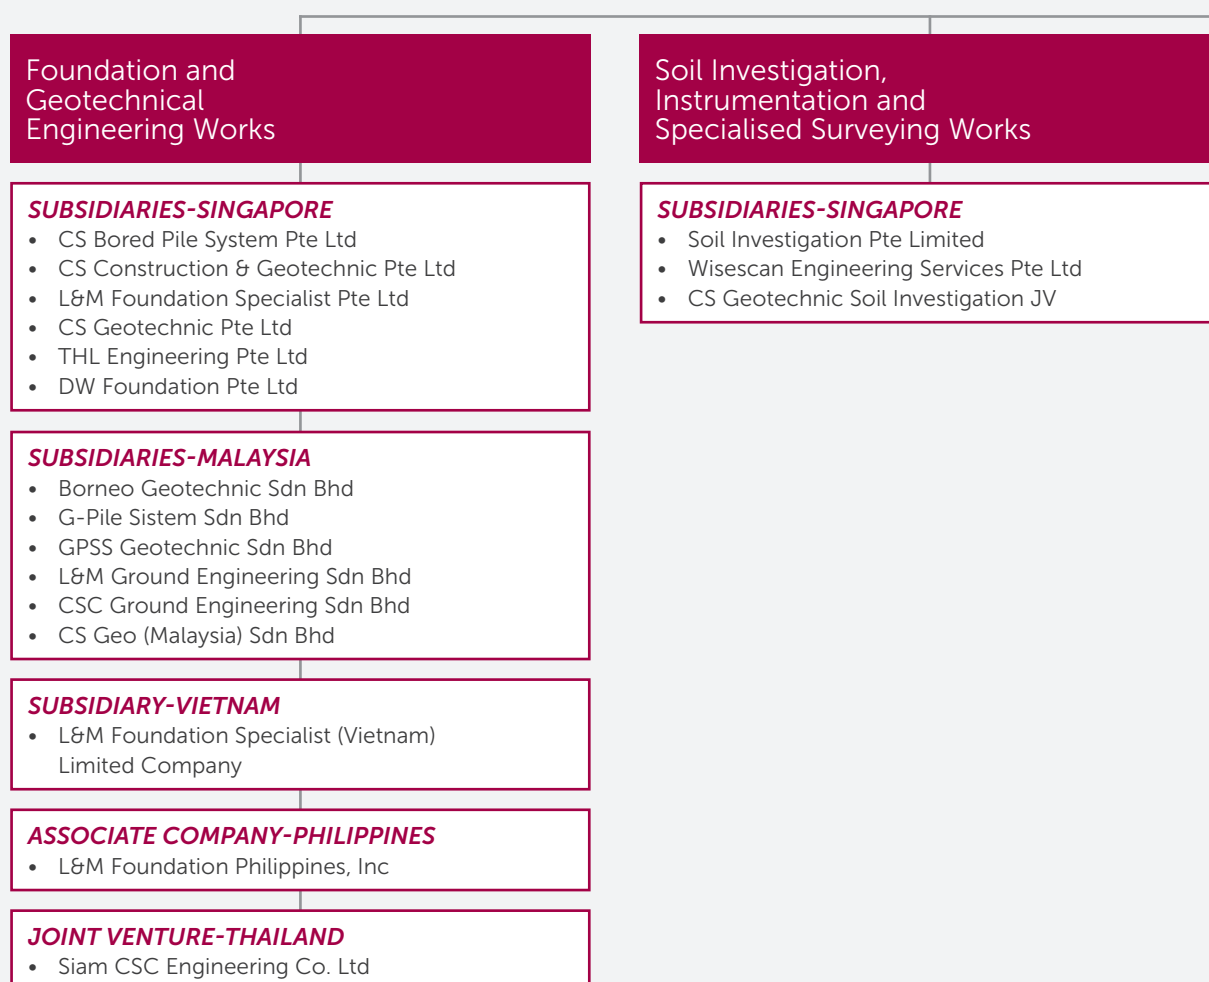 Foundation and
Geotechnical
Engineering Works
SUBSIDIARIES-SINGAPORE
• CS Bored Pile System Pte Ltd
• CS Construction & Geotechnic Pte Ltd
• L&M Foundation Specialist Pte Ltd
• CS Geotechnic Pte Ltd
• THL Engineering Pte Ltd
• DW Foundation Pte Ltd
SUBSIDIARIES-MALAYSIA
• Borneo Geotechnic Sdn Bhd
• G-Pile Sistem Sdn Bhd
• GPSS Geotechnic Sdn Bhd
• L&M Ground Engineering Sdn Bhd
• CSC Ground Engineering Sdn Bhd
• CS Geo (Malaysia) Sdn Bhd
SUBSIDIARY-VIETNAM
• L&M Foundation Specialist (Vietnam)
Limited Company
ASSOCIATE COMPANY-PHILIPPINES
• L&M Foundation Philippines, Inc
JOINT VENTURE-THAILAND
• Siam CSC Engineering Co. Ltd
Soil Investigation,
Instrumentation and
Specialised Surveying Works
SUBSIDIARIES-SINGAPORE
• Soil Investigation Pte Limited
• Wisescan Engineering Services Pte Ltd
• CS Geotechnic Soil Investigation JV